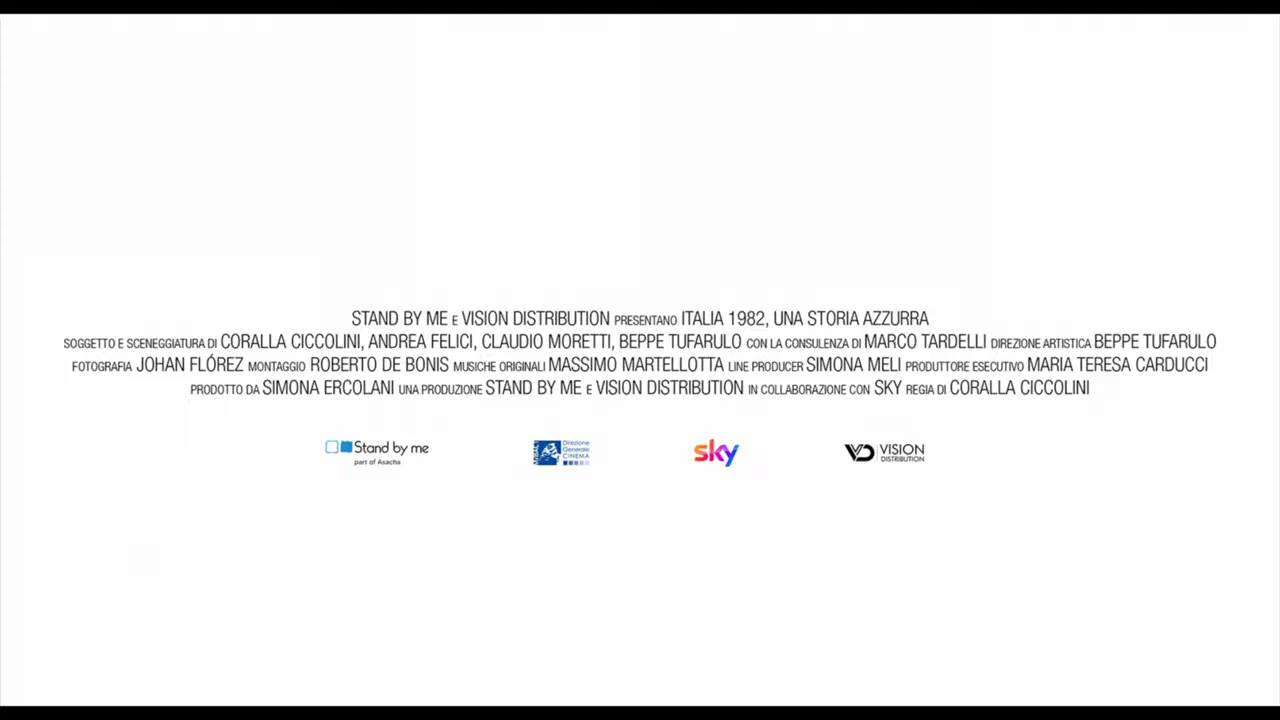 STAND BY ME E VISION DISTRIBUTION PRESENTANO ITALIA 1982, UNA STORIA AZZURRA
SOGGETTO E SCENEGGIATURA DI CORALLA CICCOLINI, ANDREA FELICI, CLAUDIO MORETTI, BEPPE TUFARULO CON LA CONSULENZA DI MARCO TARDELLI DIREZIONE ARTISTICA BEPPE TUFARULO
FOTOGRAFIA JOHAN FLÓREZ MONTAGGIO ROBERTO DE BONIS MUSICHE ORIGINALI MASSIMO MARTELLOTTA LINE PRODUCER SIMONA MELI PRODUTTORE ESECUTIVO MARIA TERESA CARDUCCI
PRODOTTO DA SIMONA ERCOLANI UNA PRODUZIONE STAND BY ME E VISION DISTRIBUTION IN COLLABORAZIONE CON SKY REGIA DI CORALLA CICCOLINI
Stand by me
part of Asacha
Direzione
Generale
CINEMA
sky
VD VISION
DISTRIBUTION